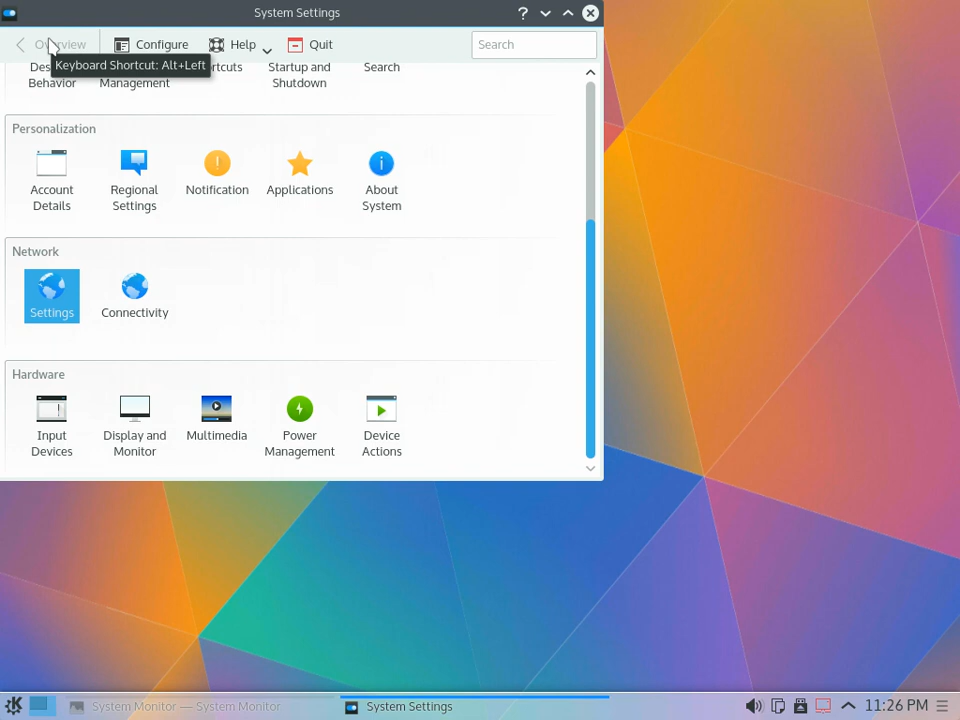 System Settings
Overview Configure Help Quit Search
Keyboard Shortcut: Alt+Left
Behavior Management Startup and Shutdown Search
Personalization
Account Details
Regional Settings
Notification
Applications
About System
Network
Settings
Connectivity
Hardware
Input Devices
Display and Monitor
Multimedia
Power Management
Device Actions
System Monitor — System Monitor
System Settings
11:26 PM